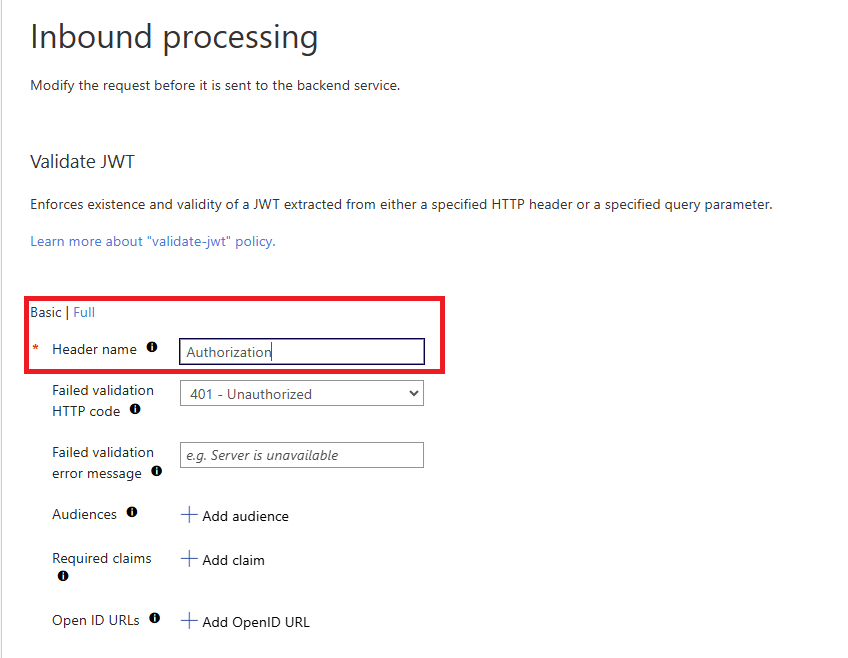 Inbound processing
Modify the request before it is sent to the backend service.
Validate JWT
Enforces existence and validity of a JWT extracted from either a specified HTTP header or a specified query parameter.
Learn more about "validate-jwt" policy.
Basic | Full
* Header name Authorization
Failed validation
HTTP code 401 - Unauthorized
Failed validation
error message e.g. Server is unavailable
Audiences + Add audience
Required claims + Add claim
Open ID URLs + Add OpenID URL